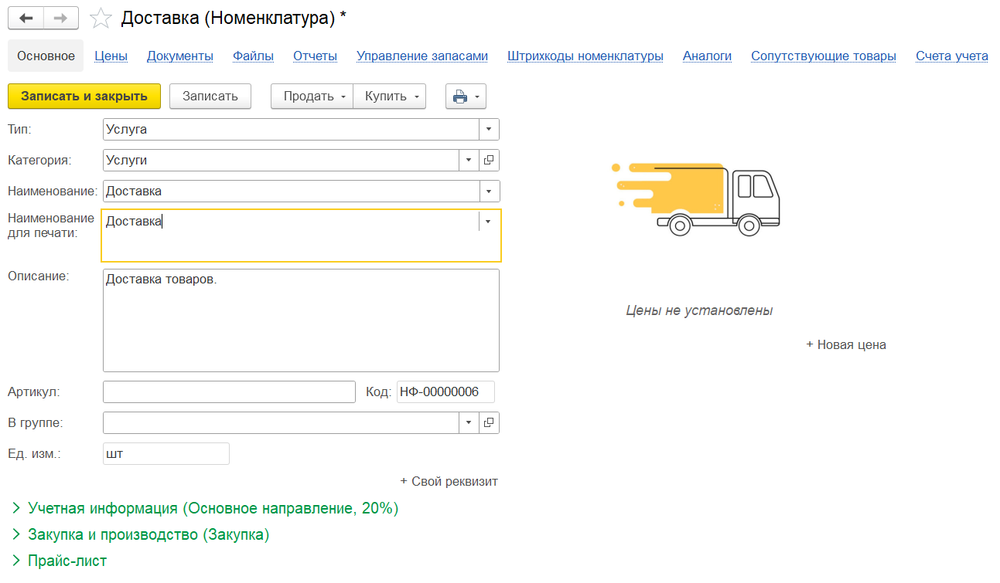 Доставка (Номенклатура) *
Основное Цены Документы Файлы Отчеты Управление запасами Штрихкоды номенклатуры Аналоги Сопутствующие товары Счета учета
Записать и закрыть Записать Продать Купить
Тип: Услуга
Категория: Услуги
Наименование: Доставка
Наименование
для печати: Доставка
Описание: Доставка товаров.
Цены не установлены
+ Новая цена
Артикул: Код: НФ-00000006
В группе:
Ед. изм.: шт
+ Свой реквизит
Учетная информация (Основное направление, 20%)
Закупка и производство (Закупка)
Прайс-лист